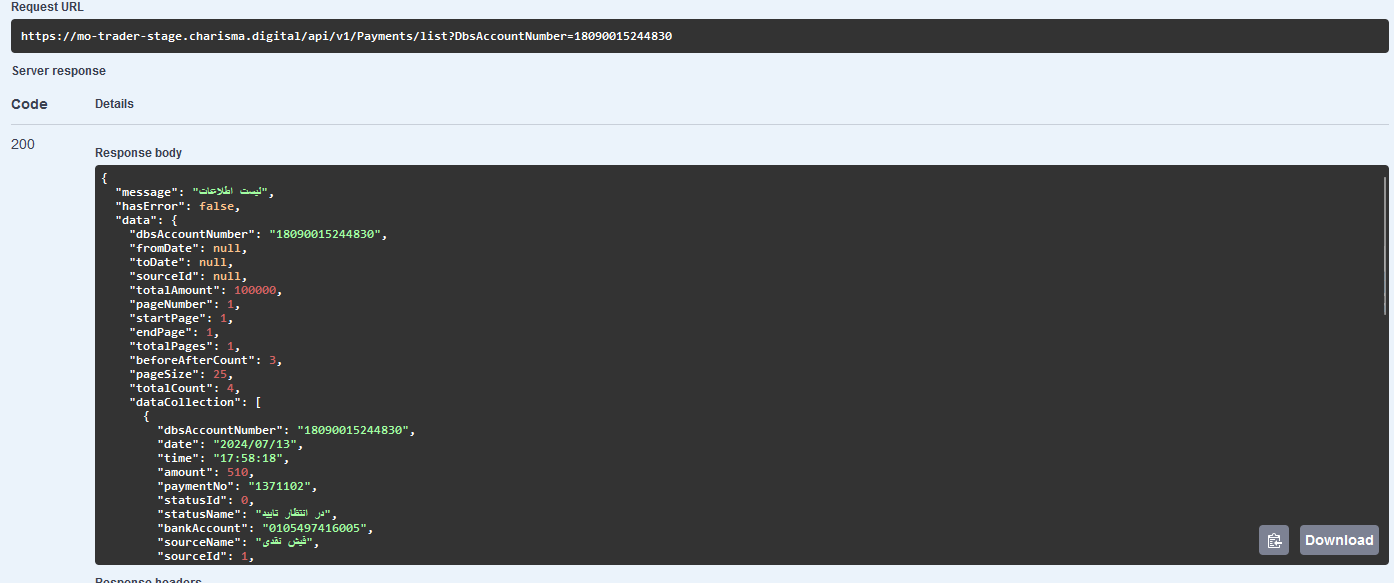 Request URL
https://mo-trader-stage.charisma.digital/api/v1/Payments/list?DbsAccountNumber=18090015244830
Server response
Code Details
200
Response body
{
"message": "لیست اطلاعات",
"hasError": false,
"data": {
"dbsAccountNumber": "18090015244830",
"fromDate": null,
"toDate": null,
"sourceId": null,
"totalAmount": 100000,
"pageNumber": 1,
"startPage": 1,
"endPage": 1,
"totalPages": 1,
"beforeAfterCount": 3,
"pageSize": 25,
"totalCount": 4,
"dataCollection": [
{
"dbsAccountNumber": "18090015244830",
"date": "2024/07/13",
"time": "17:58:18",
"amount": 510,
"paymentNo": "1371102",
"statusId": 0,
"statusName": "در انتظار تایید",
"bankAccount": "0105497416005",
"sourceName": "فیش نقدی",
"sourceId": 1,
Download
Response headers